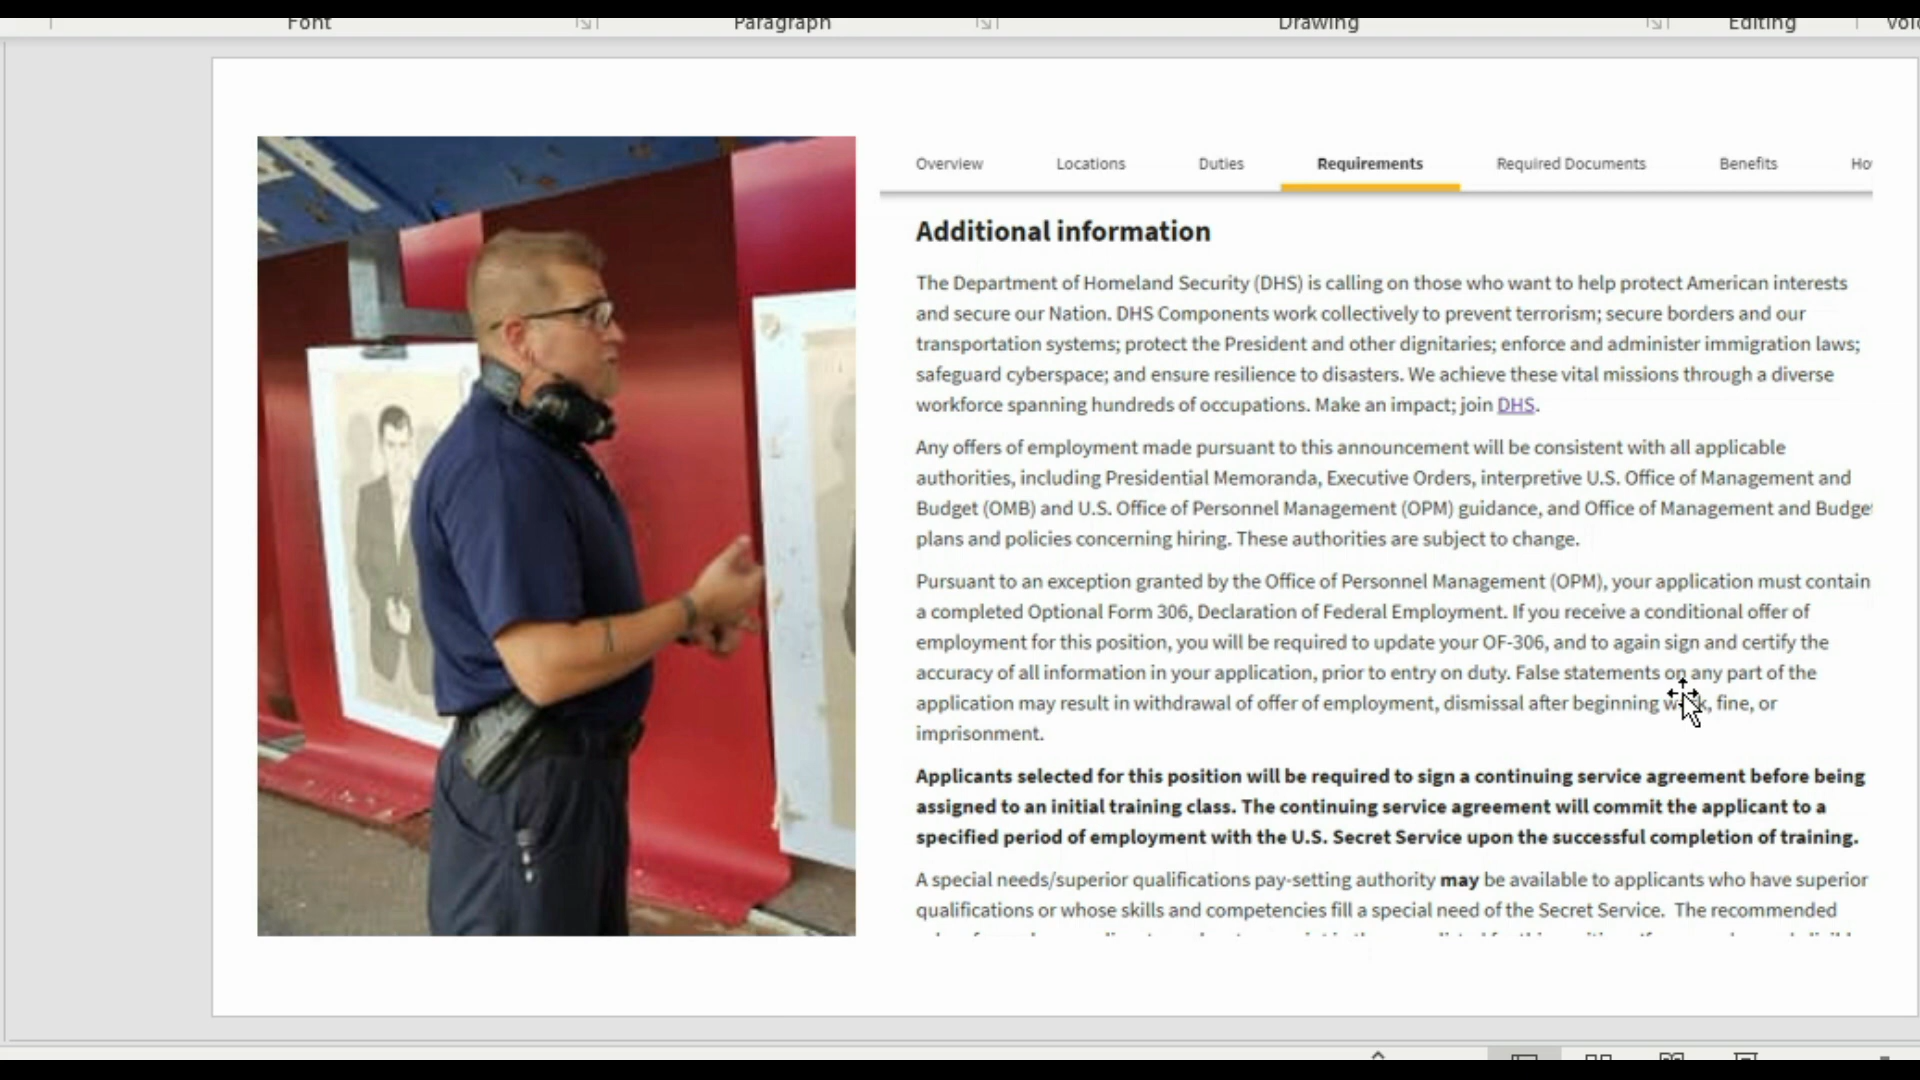 Font Paragraph Drawing Editing
Overview Locations Duties Requirements Required Documents Benefits
Additional information
The Department of Homeland Security (DHS) is calling on those who want to help protect American interests
and secure our Nation. DHS Components work collectively to prevent terrorism; secure borders and our
transportation systems; protect the President and other dignitaries; enforce and administer immigration laws;
safeguard cyberspace; and ensure resilience to disasters. We achieve these vital missions through a diverse
workforce spanning hundreds of occupations. Make an impact; join DHS.
Any offers of employment made pursuant to this announcement will be consistent with all applicable
authorities, including Presidential Memoranda, Executive Orders, interpretive U.S. Office of Management and
Budget (OMB) and U.S. Office of Personnel Management (OPM) guidance, and Office of Management and Budget
plans and policies concerning hiring. These authorities are subject to change.
Pursuant to an exception granted by the Office of Personnel Management (OPM), your application must contain
a completed Optional Form 306, Declaration of Federal Employment. If you receive a conditional offer of
employment for this position, you will be required to update your OF-306, and to again sign and certify the
accuracy of all information in your application, prior to entry on duty. False statements on any part of the
application may result in withdrawal of offer of employment, dismissal after beginning work, fine, or
imprisonment.
Applicants selected for this position will be required to sign a continuing service agreement before being
assigned to an initial training class. The continuing service agreement will commit the applicant to a
specified period of employment with the U.S. Secret Service upon the successful completion of training.
A special needs/superior qualifications pay-setting authority may be available to applicants who have superior
qualifications or whose skills and competencies fill a special need of the Secret Service. The recommended